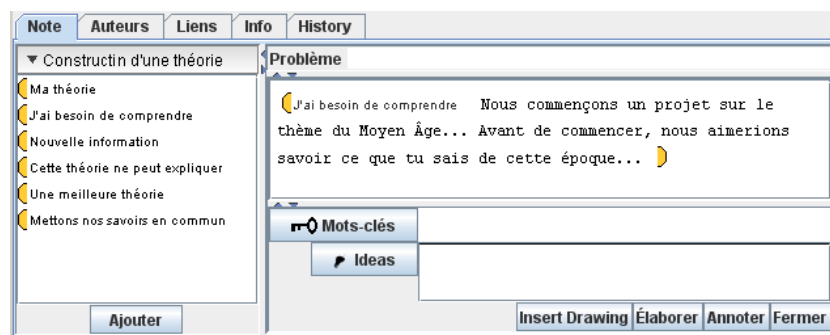 Note Auteurs Liens Info History
▼ Constructin d'une théorie
Ma théorie
J'ai besoin de comprendre
Nouvelle information
Cette théorie ne peut expliquer
Une meilleure théorie
Mettons nos savoirs en commun
Ajouter
Problème
J'ai besoin de comprendre Nous commençons un projet sur le
thème du Moyen Âge... Avant de commencer, nous aimerions
savoir ce que tu sais de cette époque...
Mots-clés
Ideas
Insert Drawing Élaborer Annoter Fermer